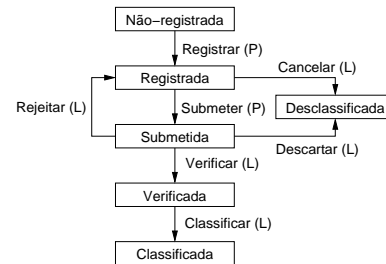 Não-registrada
Registrar (P)
Registrada
Cancelar (L)
Rejeitar (L)
Submeter (P)
Desclassificada
Submetida
Descartar (L)
Verificar (L)
Verificada
Classificar (L)
Classificada